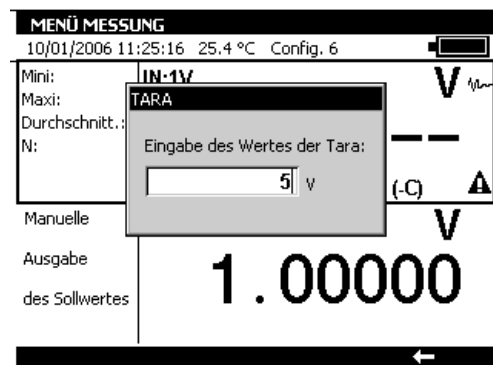 MENÜ MESSUNG
10/01/2006 11:25:16 25.4 °C Config. 6
Mini:
IN:1V
V
Maxi:
TARA
Durchschnitt.:
N:
Eingabe des Wertes der Tara:
5 V
(-C)
Manuelle
V
Ausgabe
1.00000
des Sollwertes